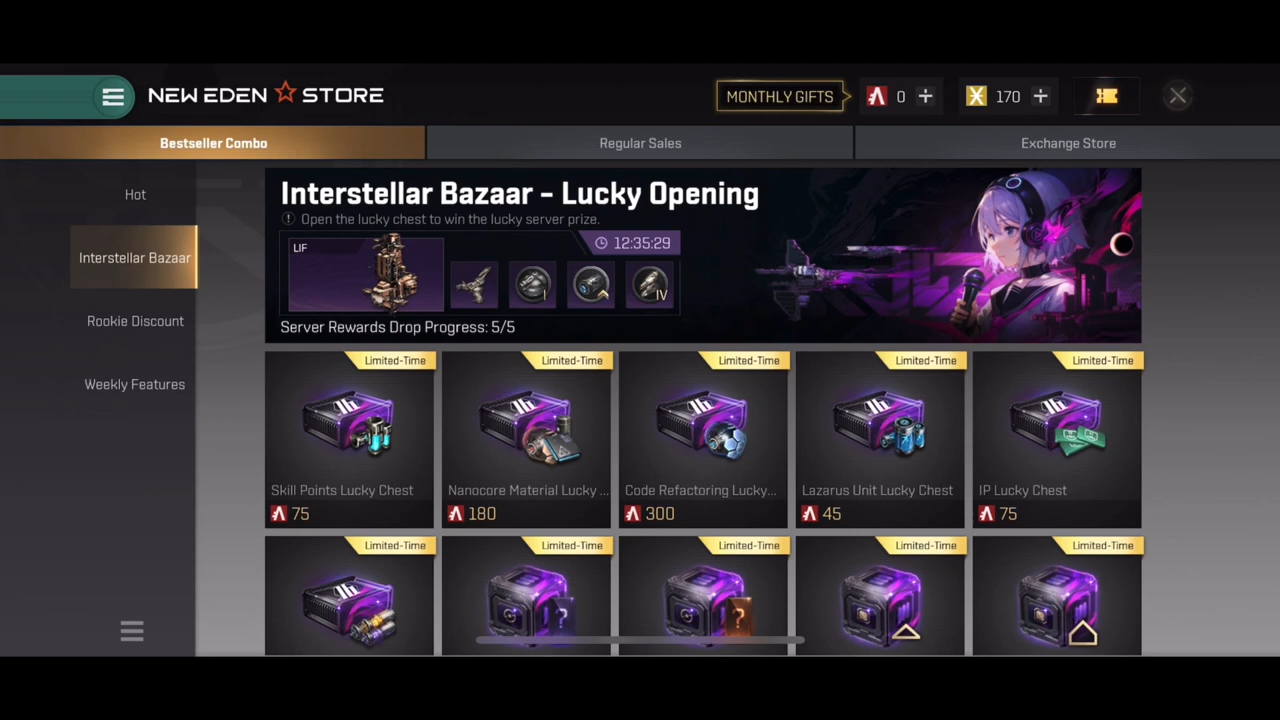 NEW EDEN STORE
MONTHLY GIFTS
0
170
Bestseller Combo
Regular Sales
Exchange Store
Hot
Interstellar Bazaar
Rookie Discount
Weekly Features
Interstellar Bazaar - Lucky Opening
Open the lucky chest to win the lucky server prize.
12:35:29
LIF
I
IV
Server Rewards Drop Progress: 5/5
Limited-Time
Limited-Time
Limited-Time
Limited-Time
Limited-Time
Skill Points Lucky Chest
Nanocore Material Lucky ...
Code Refactoring Lucky...
Lazarus Unit Lucky Chest
IP Lucky Chest
75
180
300
45
75
Limited-Time
Limited-Time
Limited-Time
Limited-Time
Limited-Time
? 
?